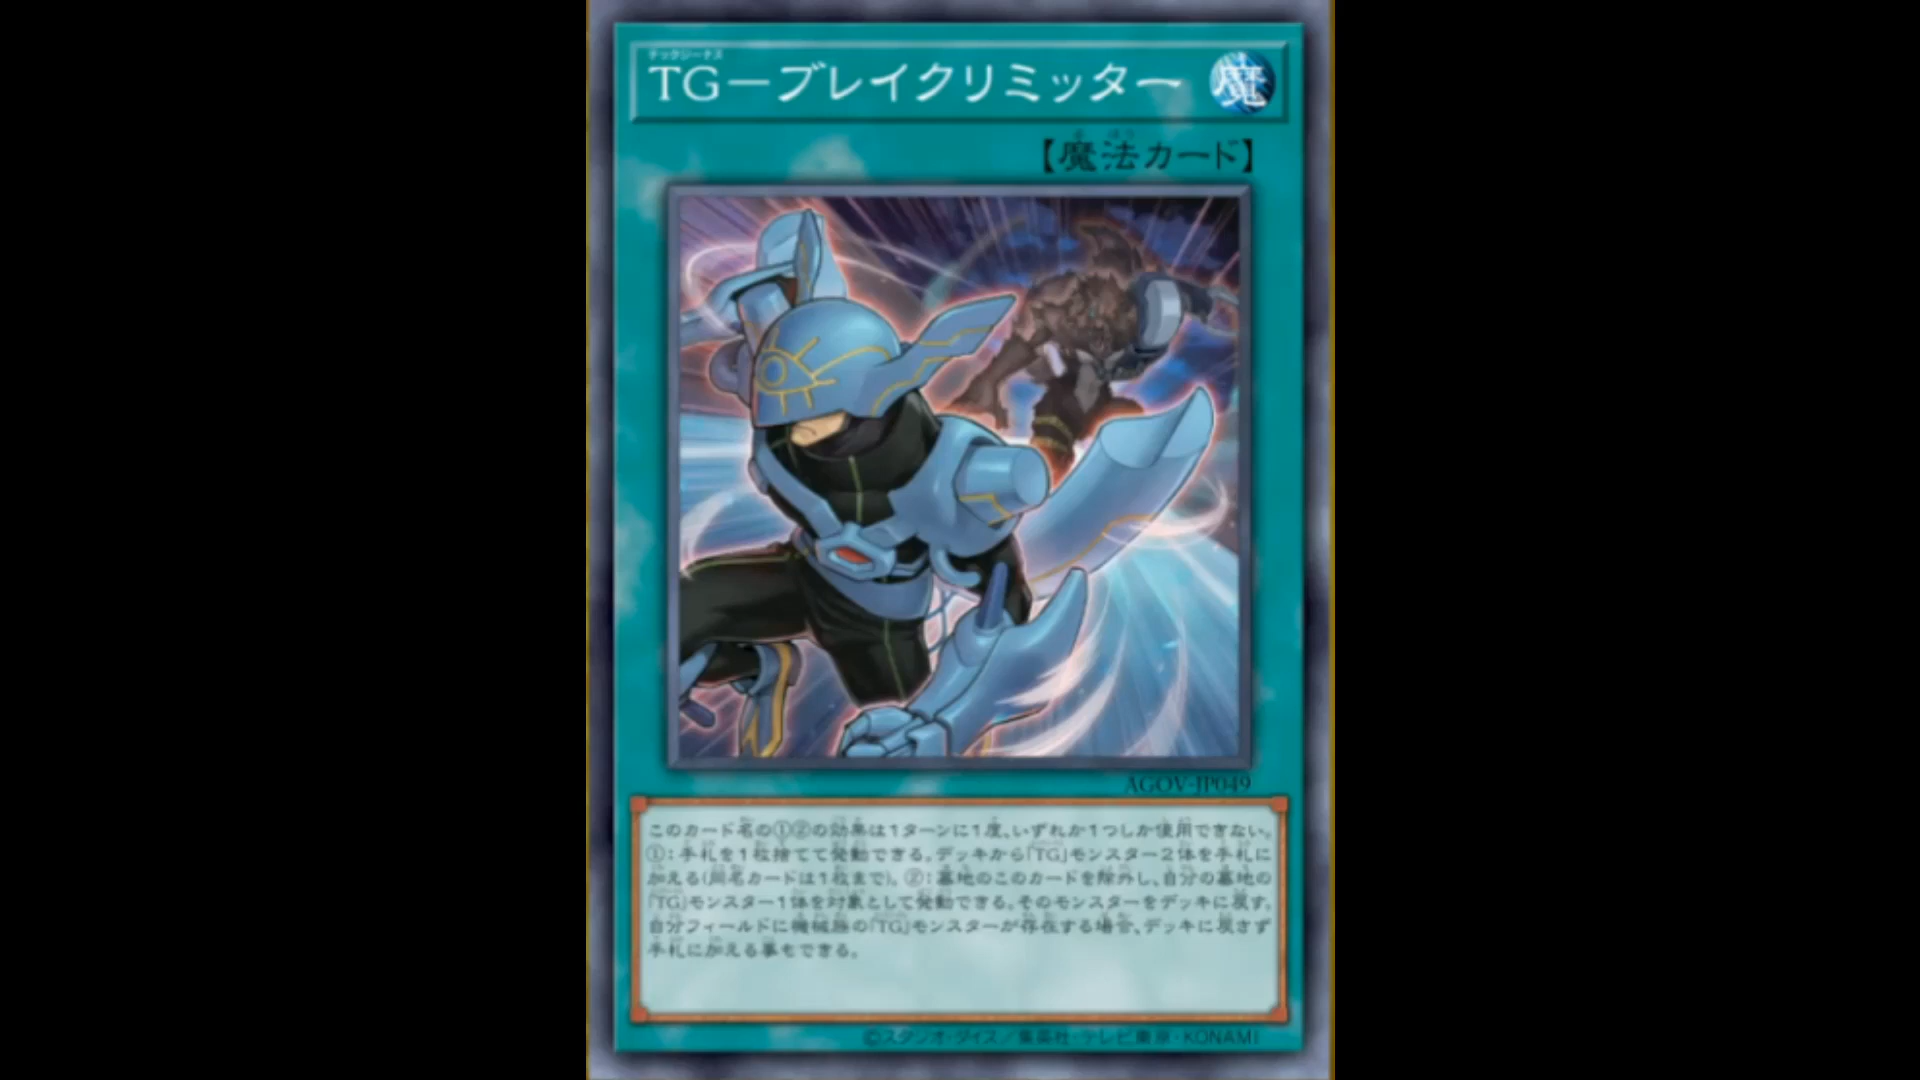 テックジーナス
TG－ブレイクリミッター 魔
【魔法カード】
AGOV-JP049
このカード名の①②の効果は１ターンに１度、いずれか１つしか使用できない。
①：手札を１枚捨てて発動できる。デッキから「TG」モンスター２体を手札に
加える(同名カードは１枚まで)。②：墓地のこのカードを除外し、自分の墓地の
「TG」モンスター１体を対象として発動できる。そのモンスターをデッキに戻す。
自分フィールドに機械族の「TG」モンスターが存在する場合、デッキに戻さず
手札に加える事もできる。
©スタジオ・ダイス／集英社・テレビ東京・KONAMI